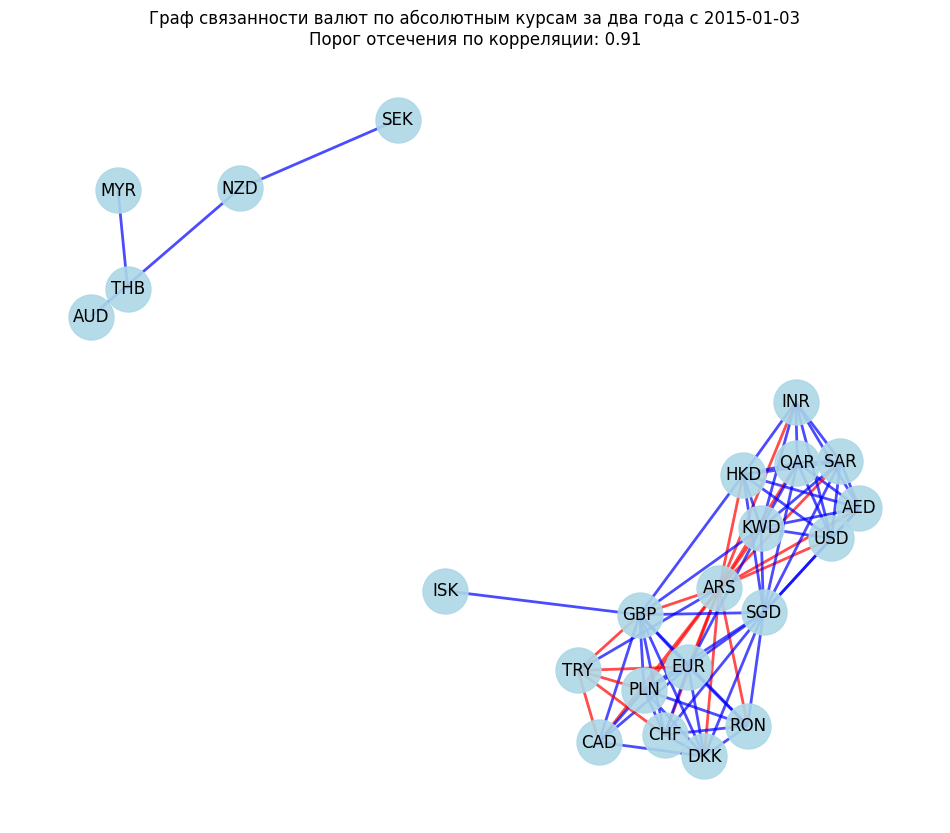 Граф связанности валют по абсолютным курсам за два года с 2015-01-03
Порог отсечения по корреляции: 0.91
SEK
MYR
NZD
THB
AUD
INR
QAR
SAR
HKD
AED
KWD
USD
ARS
ISK
GBP
SGD
TRY
EUR
PLN
RON
CHF
CAD
DKK